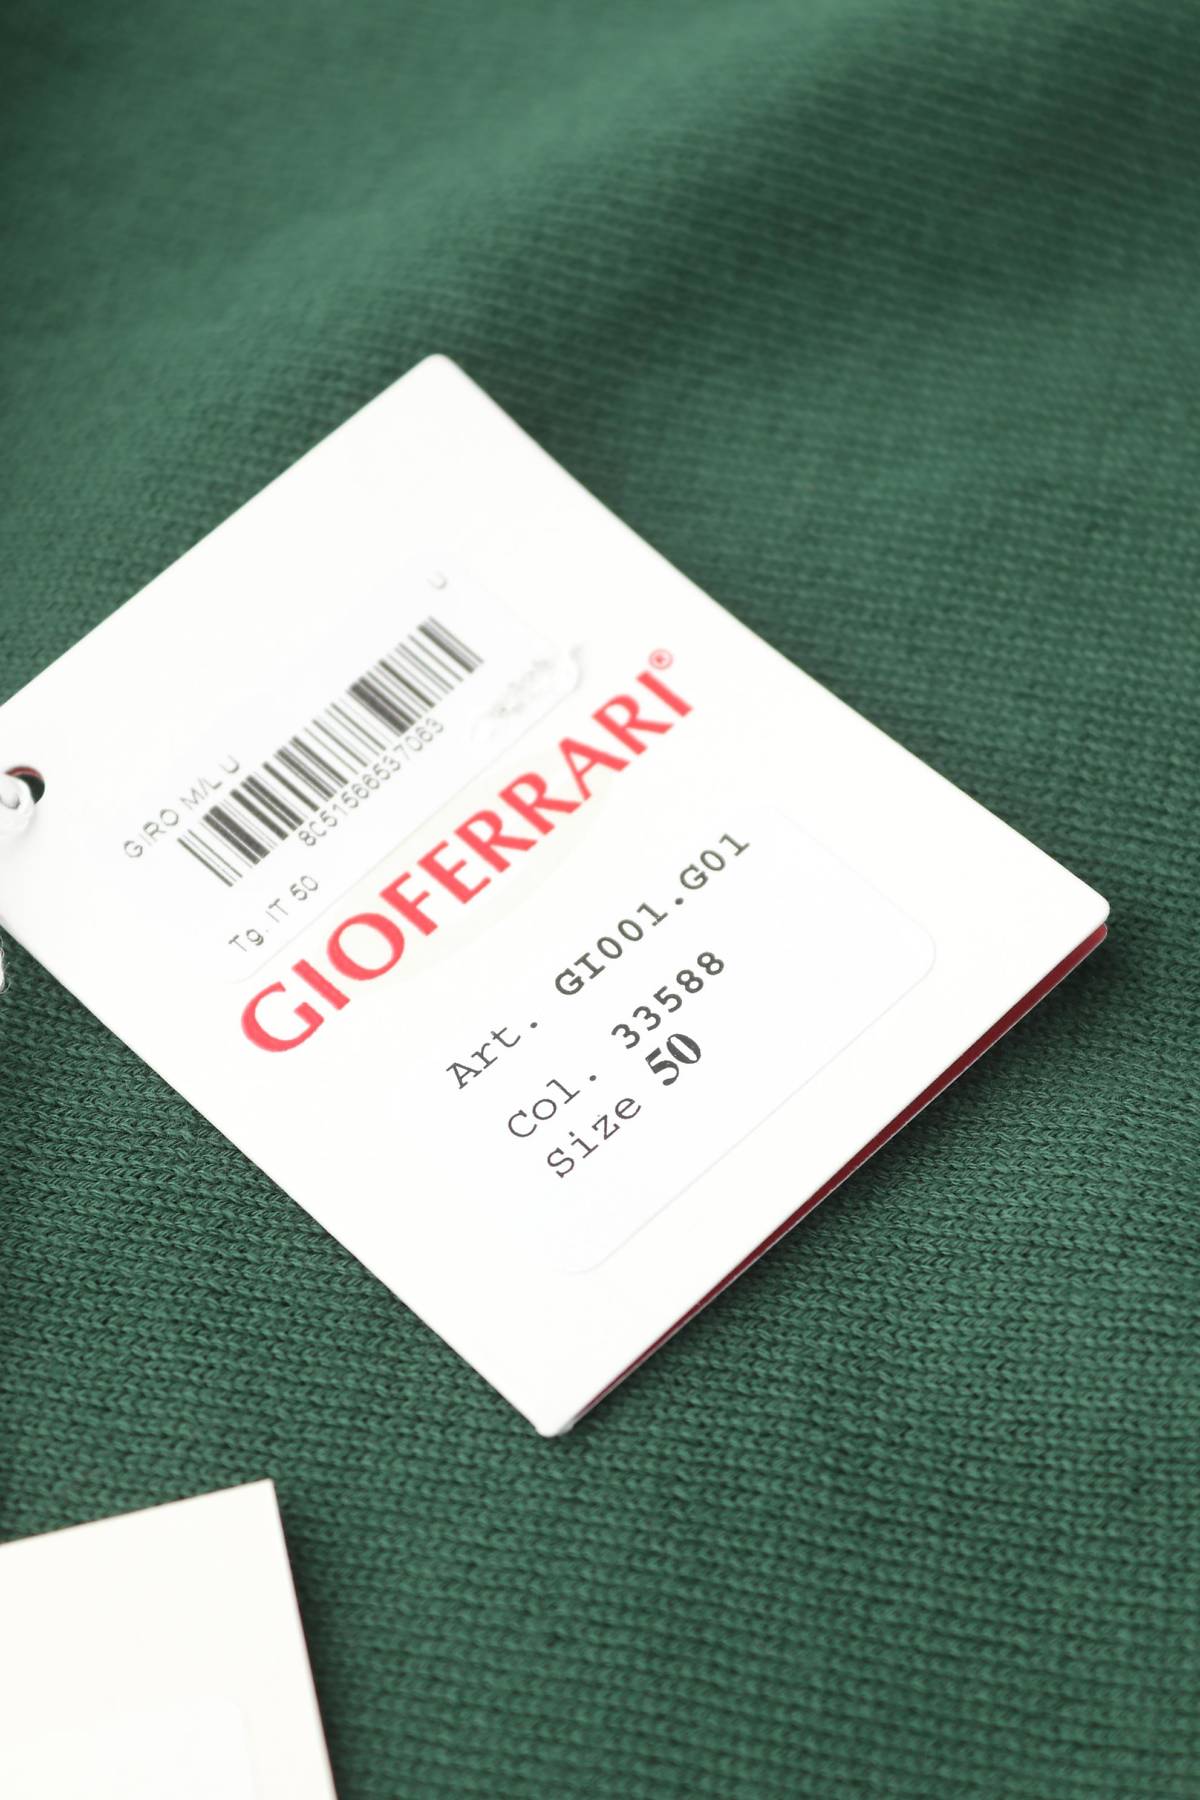 U
GIRO M/L U
8051566537063
Tg. IT 50
GIOFERRARI®
Art. GI001.G01
Col. 33588
Size 50